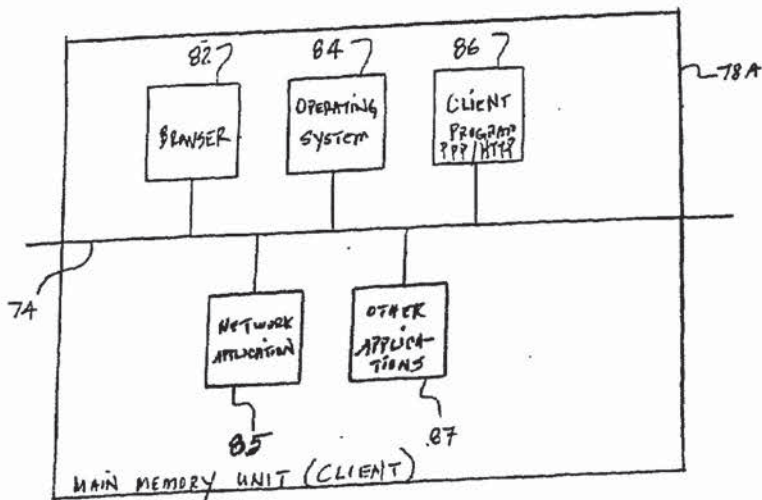 82
84
86
78A
BRAWSER
OPERATING
SYSTEM
CLIENT
PROGRAM
PPP/HTTP
74
NETWORK
APPLICATION
OTHER
APPLICA-
TIONS
85
87
MAIN MEMORY UNIT (CLIENT)